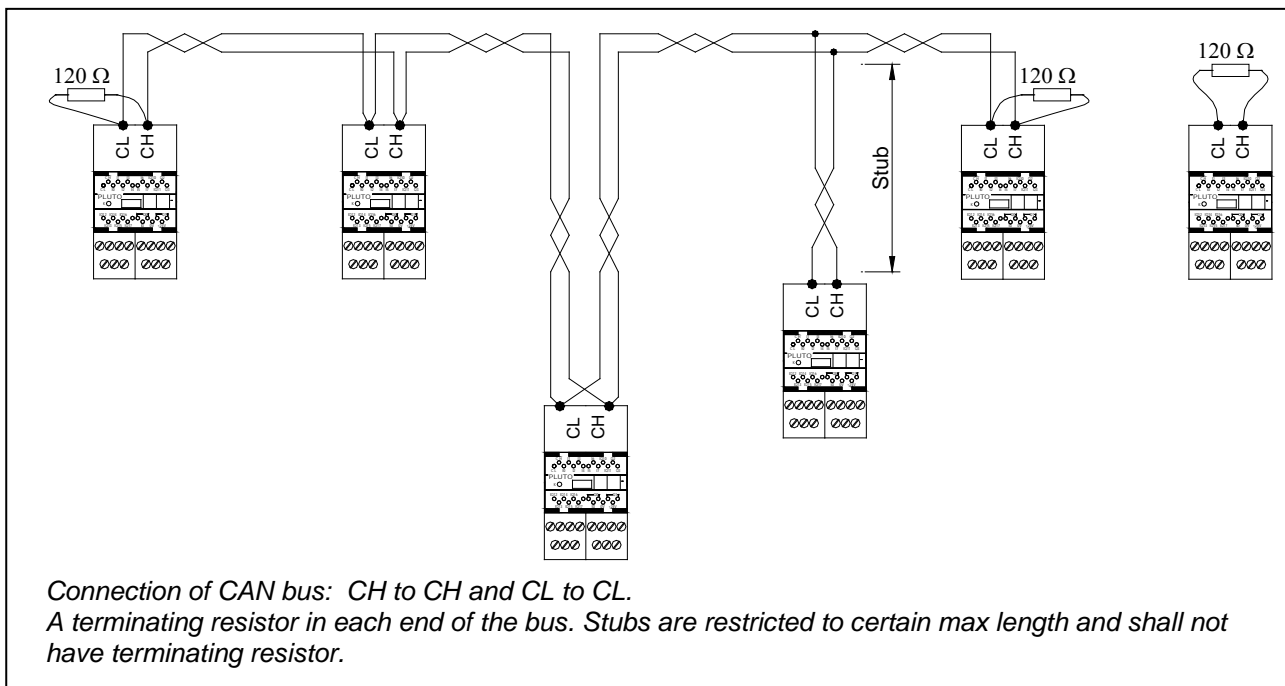 120 Ω
120 Ω
120 Ω
CL
CH
CL
CH
CL
CH
CL
CH
Stub
PLUTO
PLUTO
PLUTO
PLUTO
CL
CH
PLUTO
CL
CH
PLUTO
Connection of CAN bus: CH to CH and CL to CL.
A terminating resistor in each end of the bus. Stubs are restricted to certain max length and shall not
have terminating resistor.